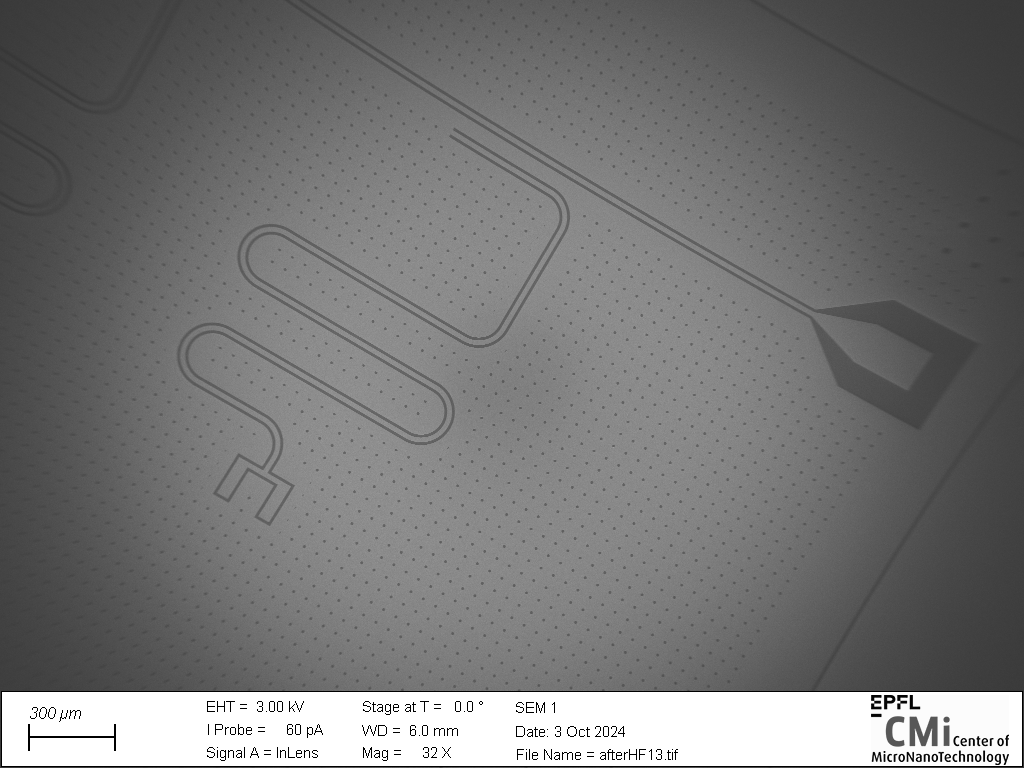 300 µm
EHT = 3.00 kV
I Probe = 60 pA
Signal A = InLens
Stage at T = 0.0 °
WD = 6.0 mm
Mag = 32 X
SEM 1
Date: 3 Oct 2024
File Name = afterHF13.tif
EPFL
CMi Center of
MicroNanoTechnology